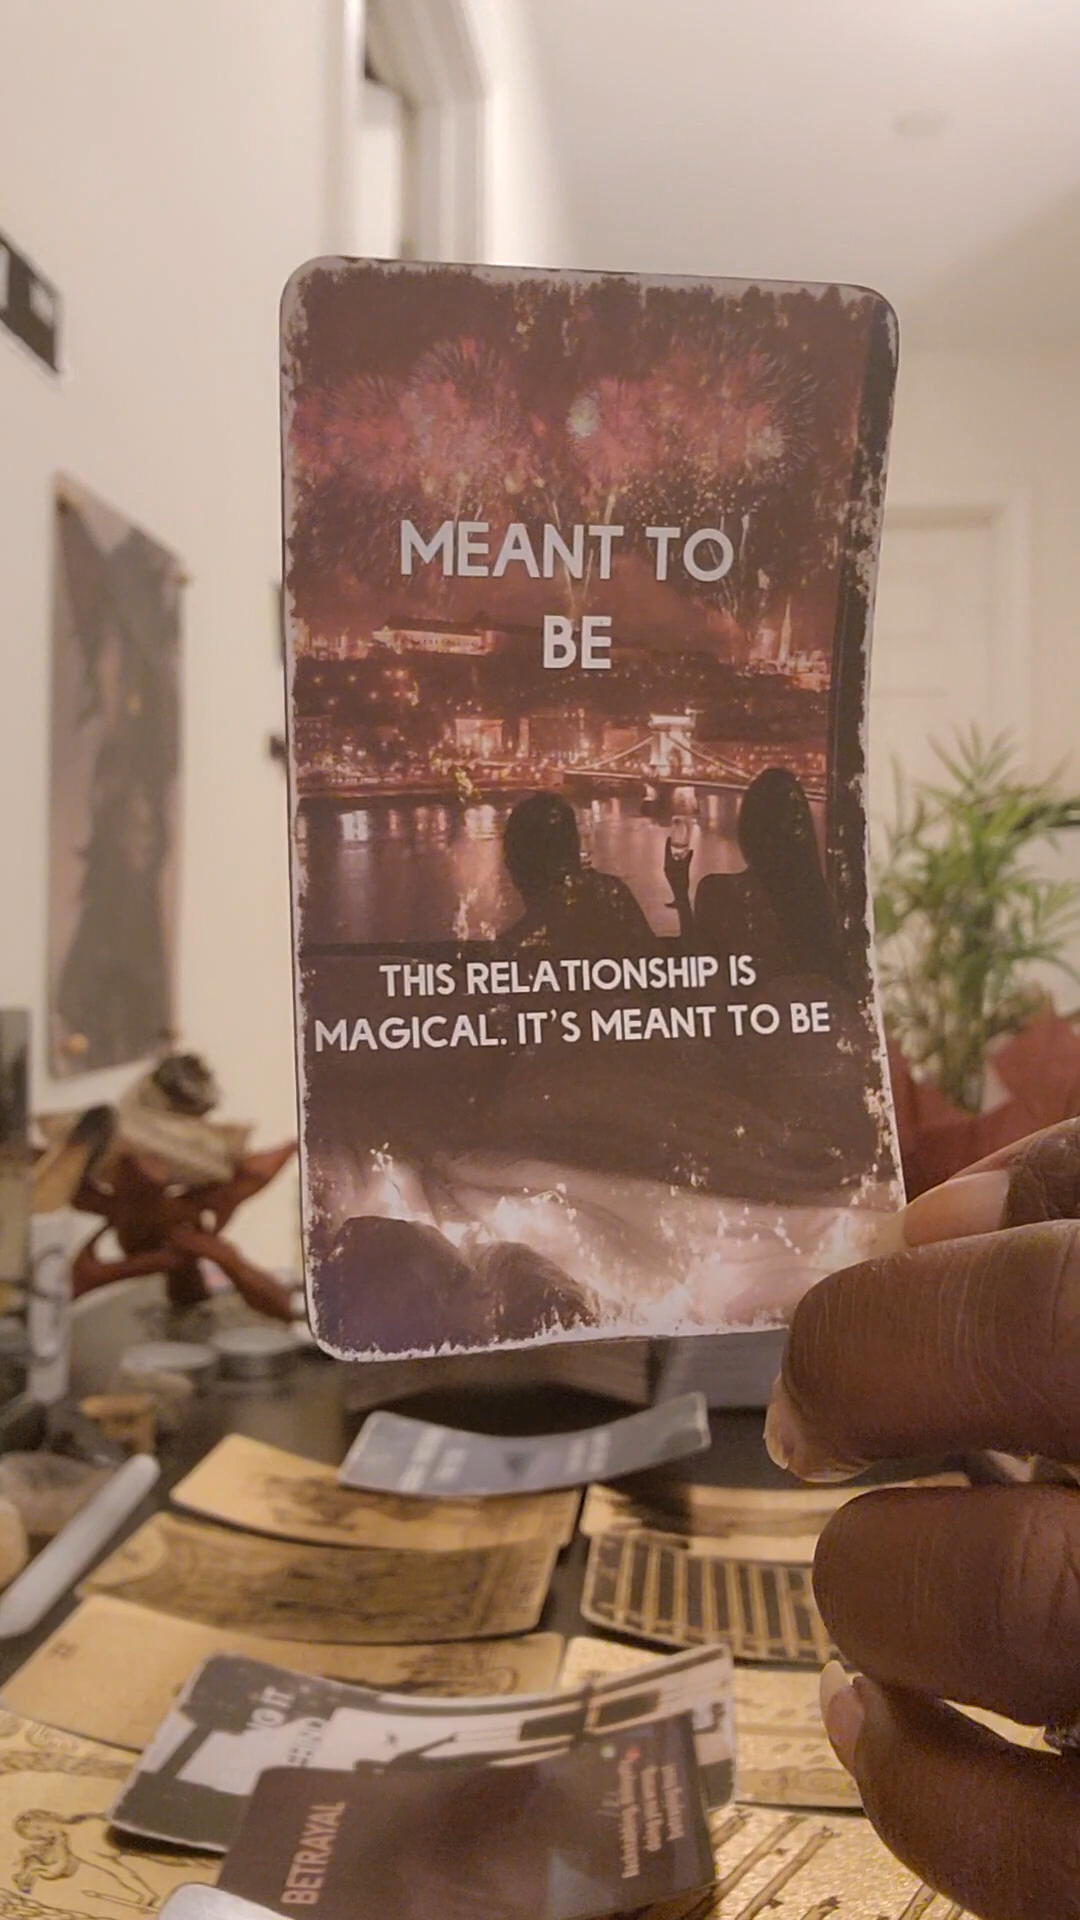 MEANT TO
BE
THIS RELATIONSHIP IS
MAGICAL. IT'S MEANT TO BE
BETRAYAL